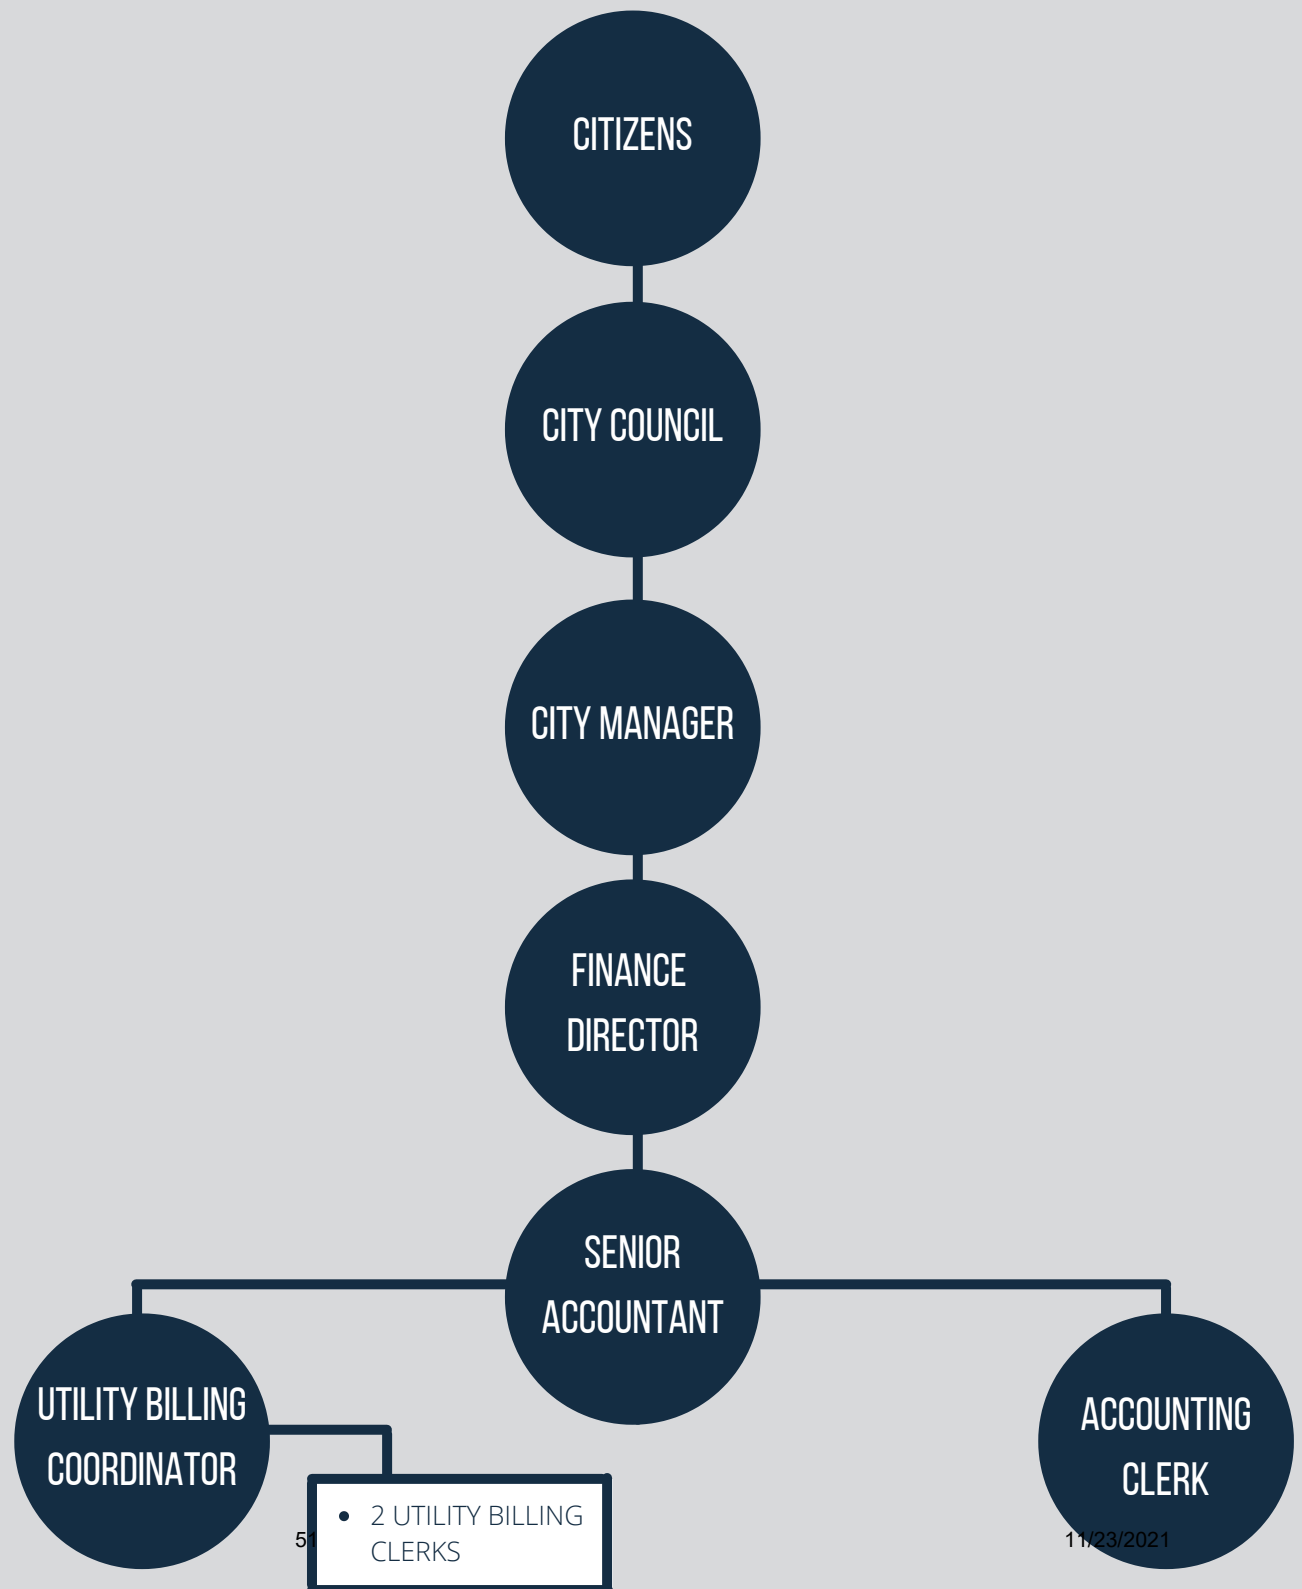 CITIZENS
CITY COUNCIL
CITY MANAGER
FINANCE
DIRECTOR
SENIOR
ACCOUNTANT
UTILITY BILLING
COORDINATOR
ACCOUNTING
CLERK
• 2 UTILITY BILLING
CLERKS
51
11/23/2021